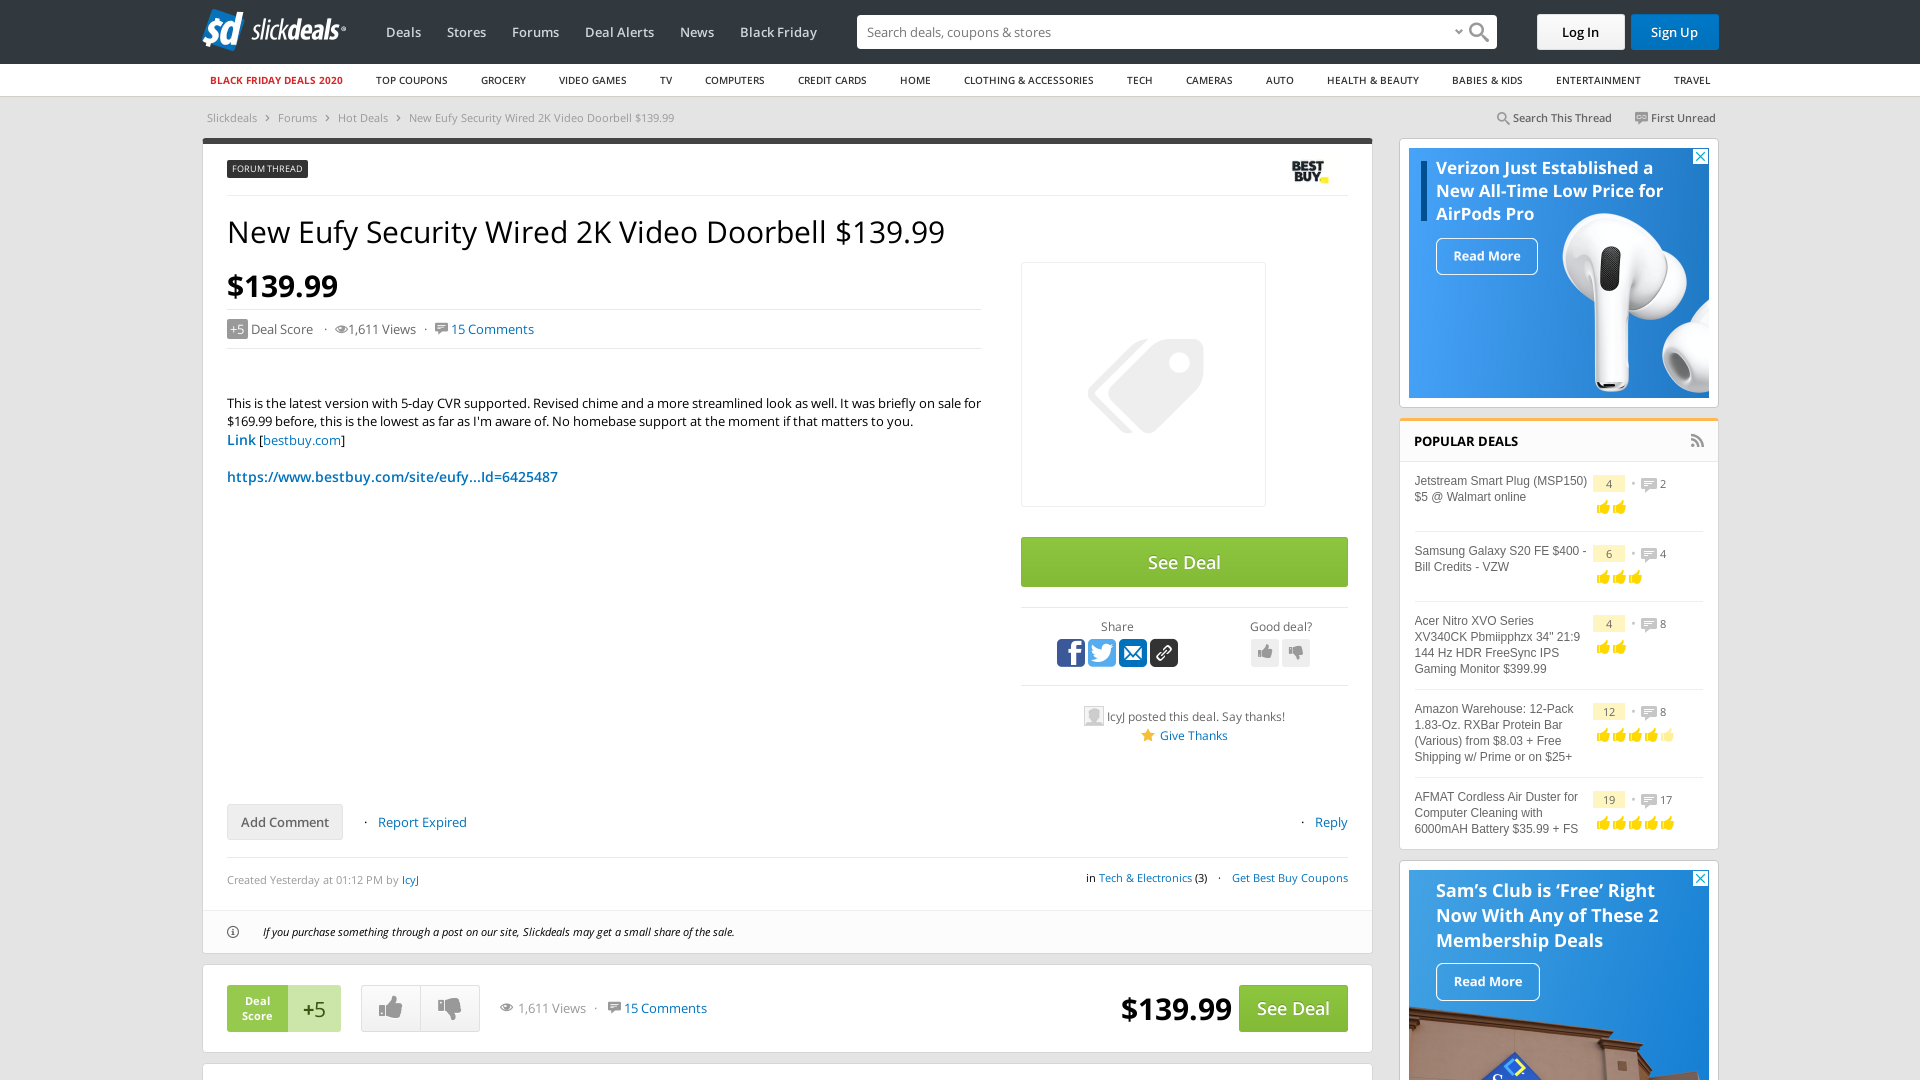 sd slickdeals
Deals
Stores
Forums
Deal Alerts
News
Black Friday
Search deals, coupons & stores
Log In
Sign Up
BLACK FRIDAY DEALS 2020
TOP COUPONS
GROCERY
VIDEO GAMES
TV
COMPUTERS
CREDIT CARDS
HOME
CLOTHING & ACCESSORIES
TECH
CAMERAS
AUTO
HEALTH & BEAUTY
BABIES & KIDS
ENTERTAINMENT
TRAVEL
Slickdeals › Forums › Hot Deals › New Eufy Security Wired 2K Video Doorbell $139.99
Search This Thread
First Unread
FORUM THREAD
BEST
BUY
New Eufy Security Wired 2K Video Doorbell $139.99
$139.99
+5 Deal Score · 1,611 Views · 15 Comments
This is the latest version with 5-day CVR supported. Revised chime and a more streamlined look as well. It was briefly on sale for
$169.99 before, this is the lowest as far as I'm aware of. No homebase support at the moment if that matters to you.
Link [bestbuy.com]
https://www.bestbuy.com/site/eufy...Id=6425487
See Deal
Share
Good deal?
IcyJ posted this deal. Say thanks!
Give Thanks
Add Comment · Report Expired
· Reply
Created Yesterday at 01:12 PM by IcyJ
in Tech & Electronics (3) · Get Best Buy Coupons
If you purchase something through a post on our site, Slickdeals may get a small share of the sale.
Deal
Score
+5
1,611 Views · 15 Comments
$139.99
See Deal
Verizon Just Established a
New All-Time Low Price for
AirPods Pro
Read More
POPULAR DEALS
Jetstream Smart Plug (MSP150)
$5 @ Walmart online
4 · 2
Samsung Galaxy S20 FE $400 -
Bill Credits - VZW
6 · 4
Acer Nitro XVO Series
XV340CK Pbmiipphzx 34" 21:9
144 Hz HDR FreeSync IPS
Gaming Monitor $399.99
4 · 8
Amazon Warehouse: 12-Pack
1.83-Oz. RXBar Protein Bar
(Various) from $8.03 + Free
Shipping w/ Prime or on $25+
12 · 8
AFMAT Cordless Air Duster for
Computer Cleaning with
6000mAH Battery $35.99 + FS
19 · 17
Sam's Club is 'Free' Right
Now With Any of These 2
Membership Deals
Read More